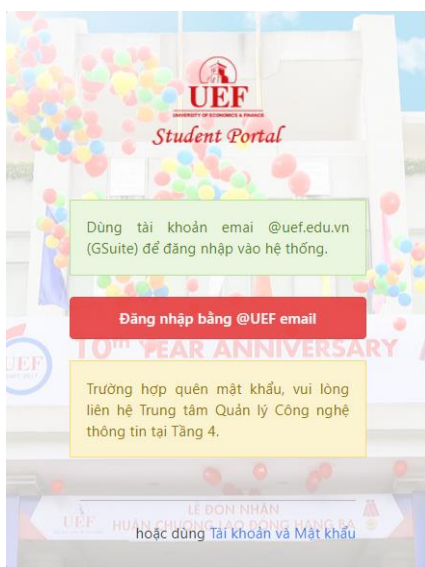 UEF
UNIVERSITY OF ECONOMICS & FINANCE
Student Portal
Dùng tài khoản emai @uef.edu.vn
(GSuite) để đăng nhập vào hệ thống.
Đăng nhập bằng @UEF email
10TH YEAR ANNIVERSARY
UEF
Trường hợp quên mật khẩu, vui lòng
liên hệ Trung tâm Quản lý Công nghệ
thông tin tại Tầng 4.
LỄ ĐÓN NHẬN
UEF HUÂN CHƯƠNG LAO ĐỘNG HẠNG BA
hoặc dùng Tài khoản và Mật khẩu